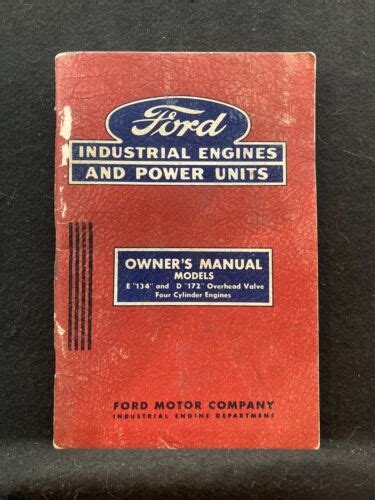 Ford
INDUSTRIAL ENGINES
AND POWER UNITS
OWNER'S MANUAL
MODELS
E "134" and D "172" Overhead Valve
Four Cylinder Engines
FORD MOTOR COMPANY
INDUSTRIAL ENGINE DEPARTMENT